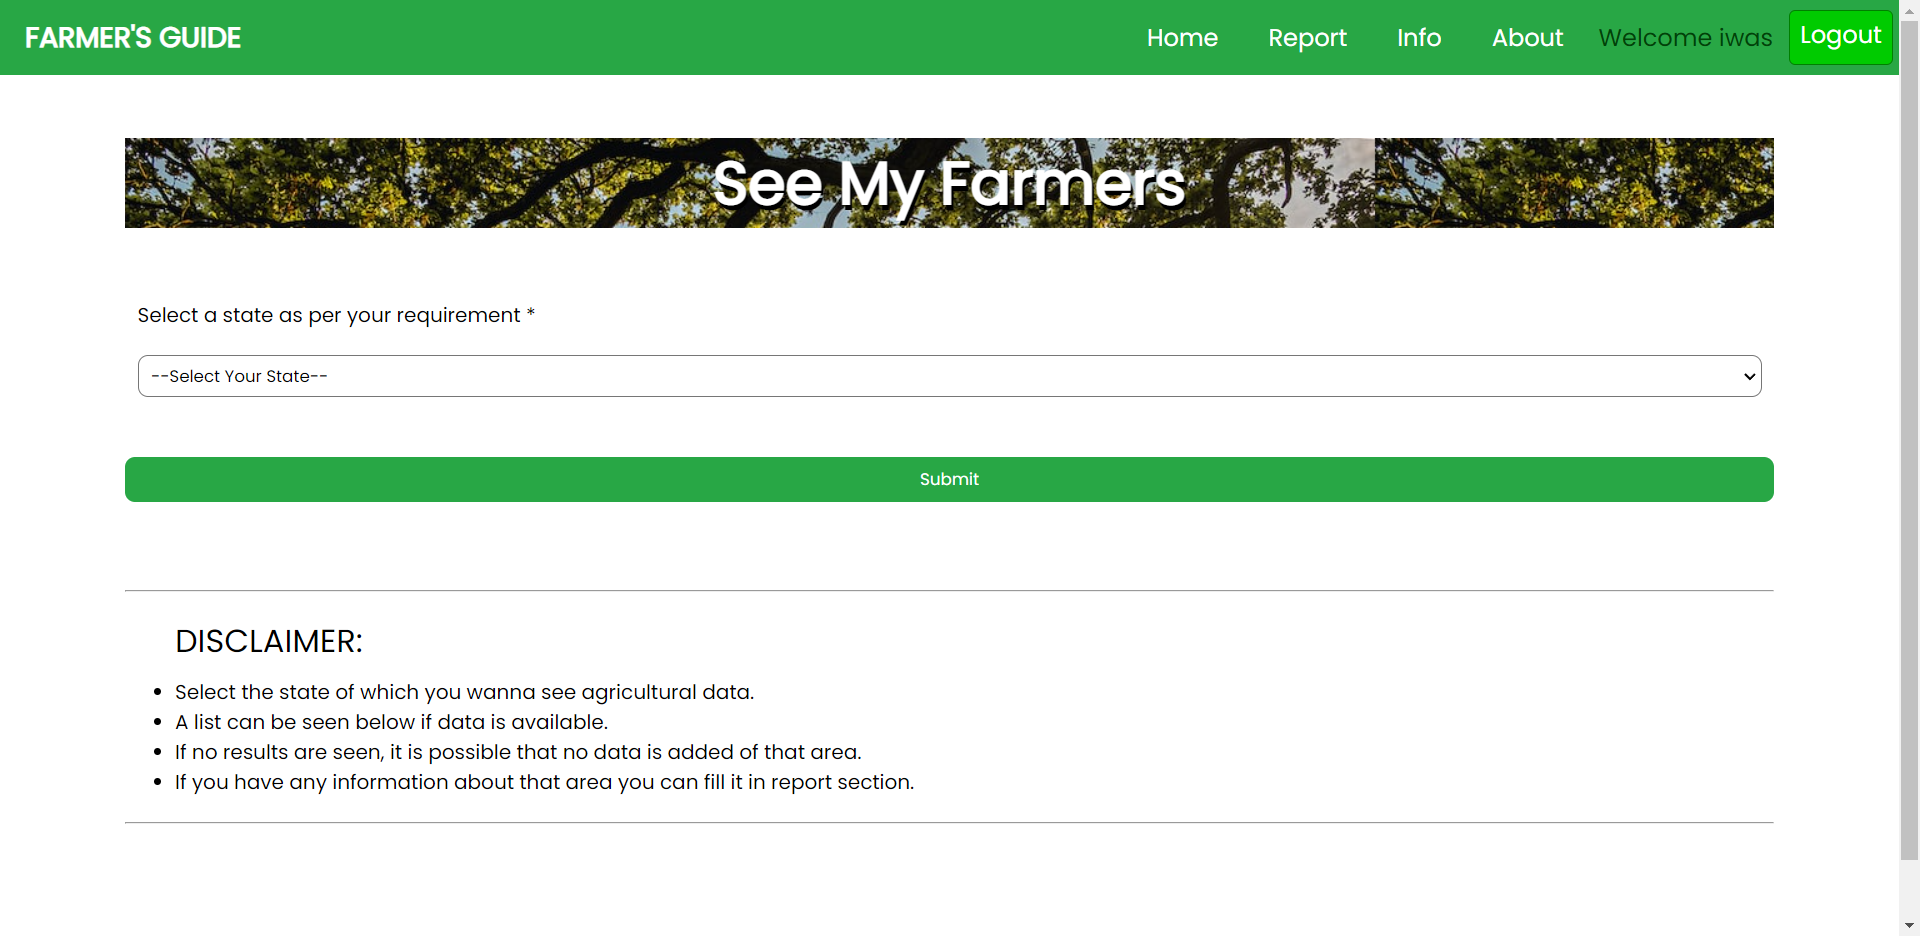 FARMER'S GUIDE
Home
Report
Info
About
Welcome iwas
Logout
See My Farmers
Select a state as per your requirement *
--Select Your State--
Submit
DISCLAIMER:
Select the state of which you wanna see agricultural data.
A list can be seen below if data is available.
If no results are seen, it is possible that no data is added of that area.
If you have any information about that area you can fill it in report section.